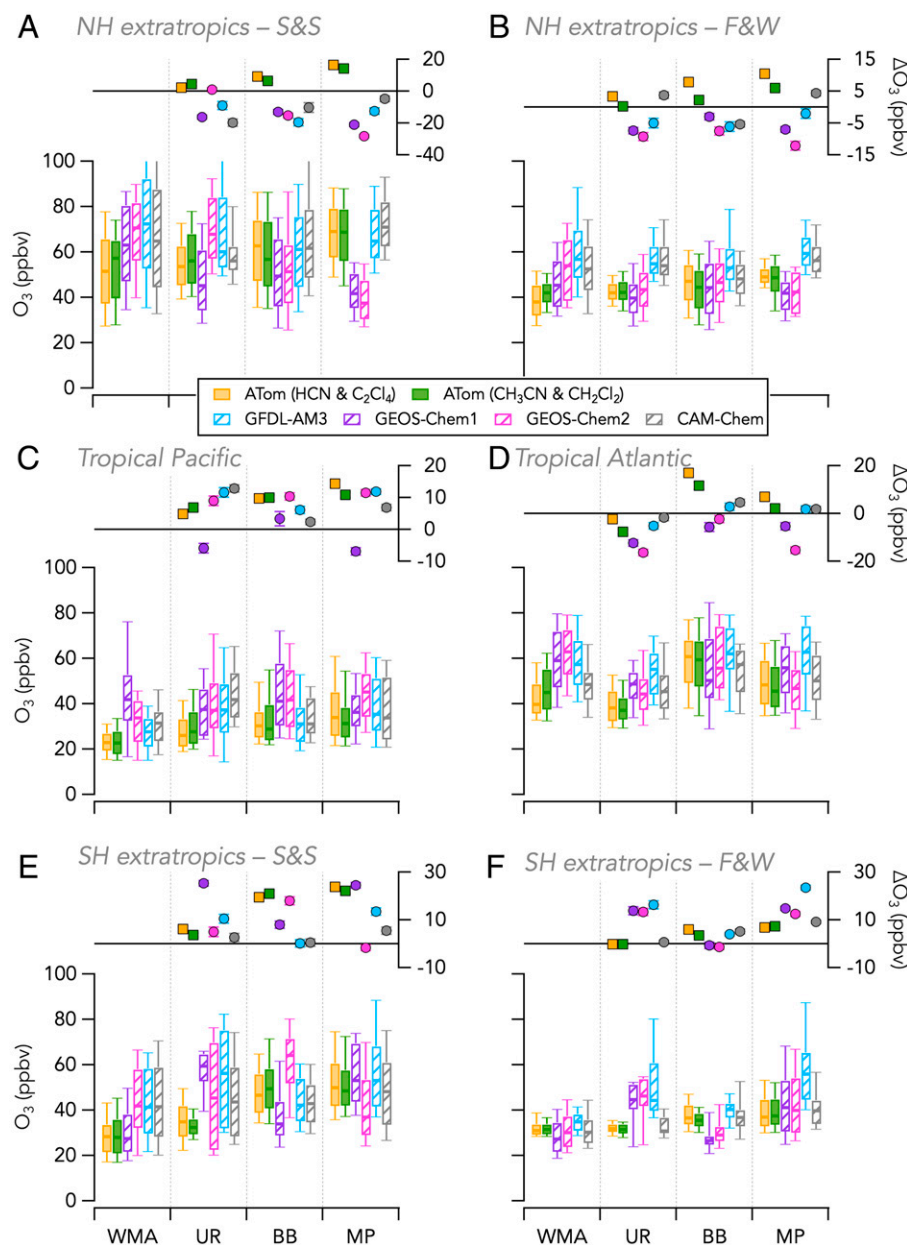 A NH extratropics – S&S
B NH extratropics – F&W
20
0
-20
-40
ΔO₃ (ppbv)
15
5
-5
-15
100
80
60
40
20
0
O₃ (ppbv)
ATom (HCN & C₂Cl₄) ATom (CH₃CN & CH₂Cl₂)
GFDL-AM3 GEOS-Chem1 GEOS-Chem2 CAM-Chem
C Tropical Pacific
D Tropical Atlantic
20
10
0
-10
ΔO₃ (ppbv)
20
0
-20
100
80
60
40
20
0
O₃ (ppbv)
E SH extratropics – S&S
F SH extratropics – F&W
30
10
-10
ΔO₃ (ppbv)
100
80
60
40
20
0
O₃ (ppbv)
WMA UR BB MP
WMA UR BB MP